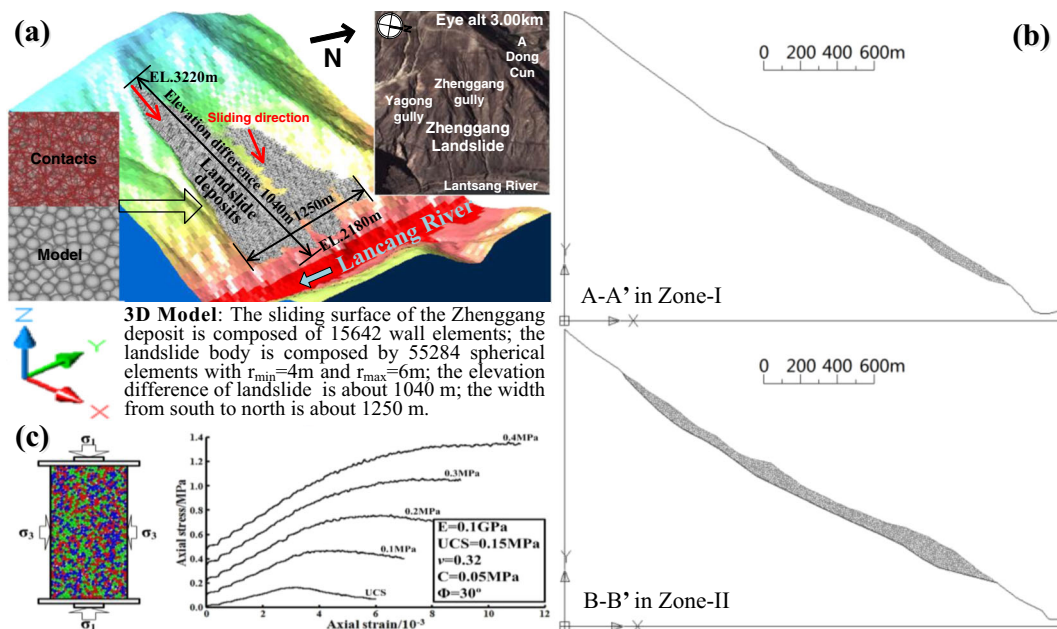 (a)
N
EL.3220m
Elevation difference 1040m
Sliding direction
Landslide
deposits
1250m
EL.2180m
Lancang River
Contacts
Model
Eye alt 3.00km
N
A
Dong
Cun
Zhenggang
gully
Yagong
gully
Zhenggang
Landslide
Lantsang River
3D Model: The sliding surface of the Zhenggang
deposit is composed of 15642 wall elements; the
landslide body is composed by 55284 spherical
elements with rmin=4m and rmax=6m; the elevation
difference of landslide is about 1040 m; the width
from south to north is about 1250 m.
Z
Y
X
(b)
0 200 400 600m
Y
X
A-A’ in Zone-I
0 200 400 600m
Y
X
B-B’ in Zone-II
(c)
σ1
σ3 σ3
σ1
Axial stress/MPa
1.4
1.2
1.0
0.8
0.6
0.4
0.2
0.0
0 2 4 6 8 10 12
Axial strain/10-3
0.4MPa
0.3MPa
0.2MPa
0.1MPa
UCS
E=0.1GPa
UCS=0.15MPa
ν=0.32
C=0.05MPa
Φ=30°